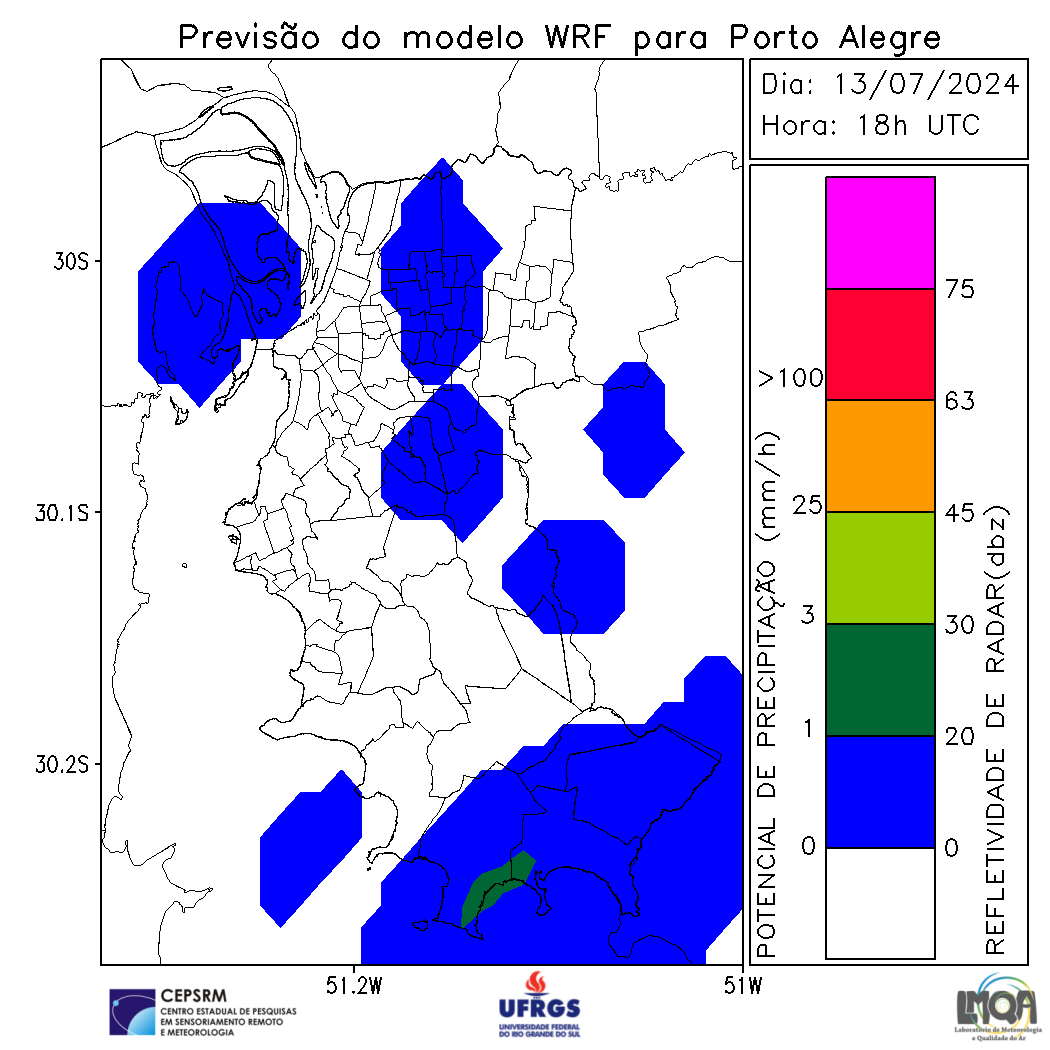 Previsão do modelo WRF para Porto Alegre
Dia: 13/07/2024
Hora: 18h UTC
30S
30.1S
30.2S
51.2W
51W
POTENCIAL DE PRECIPITAÇÃO (mm/h)
>100
25
3
1
0
75
63
45
30
20
0
REFLETIVIDADE DE RADAR(dbz)
CEPSRM
CENTRO ESTADUAL DE PESQUISAS
EM SENSORIAMENTO REMOTO
E METEOROLOGIA
UFRGS
UNIVERSIDADE FEDERAL
DO RIO GRANDE DO SUL
LMQA
Laboratório de Meteorologia
e Qualidade do Ar